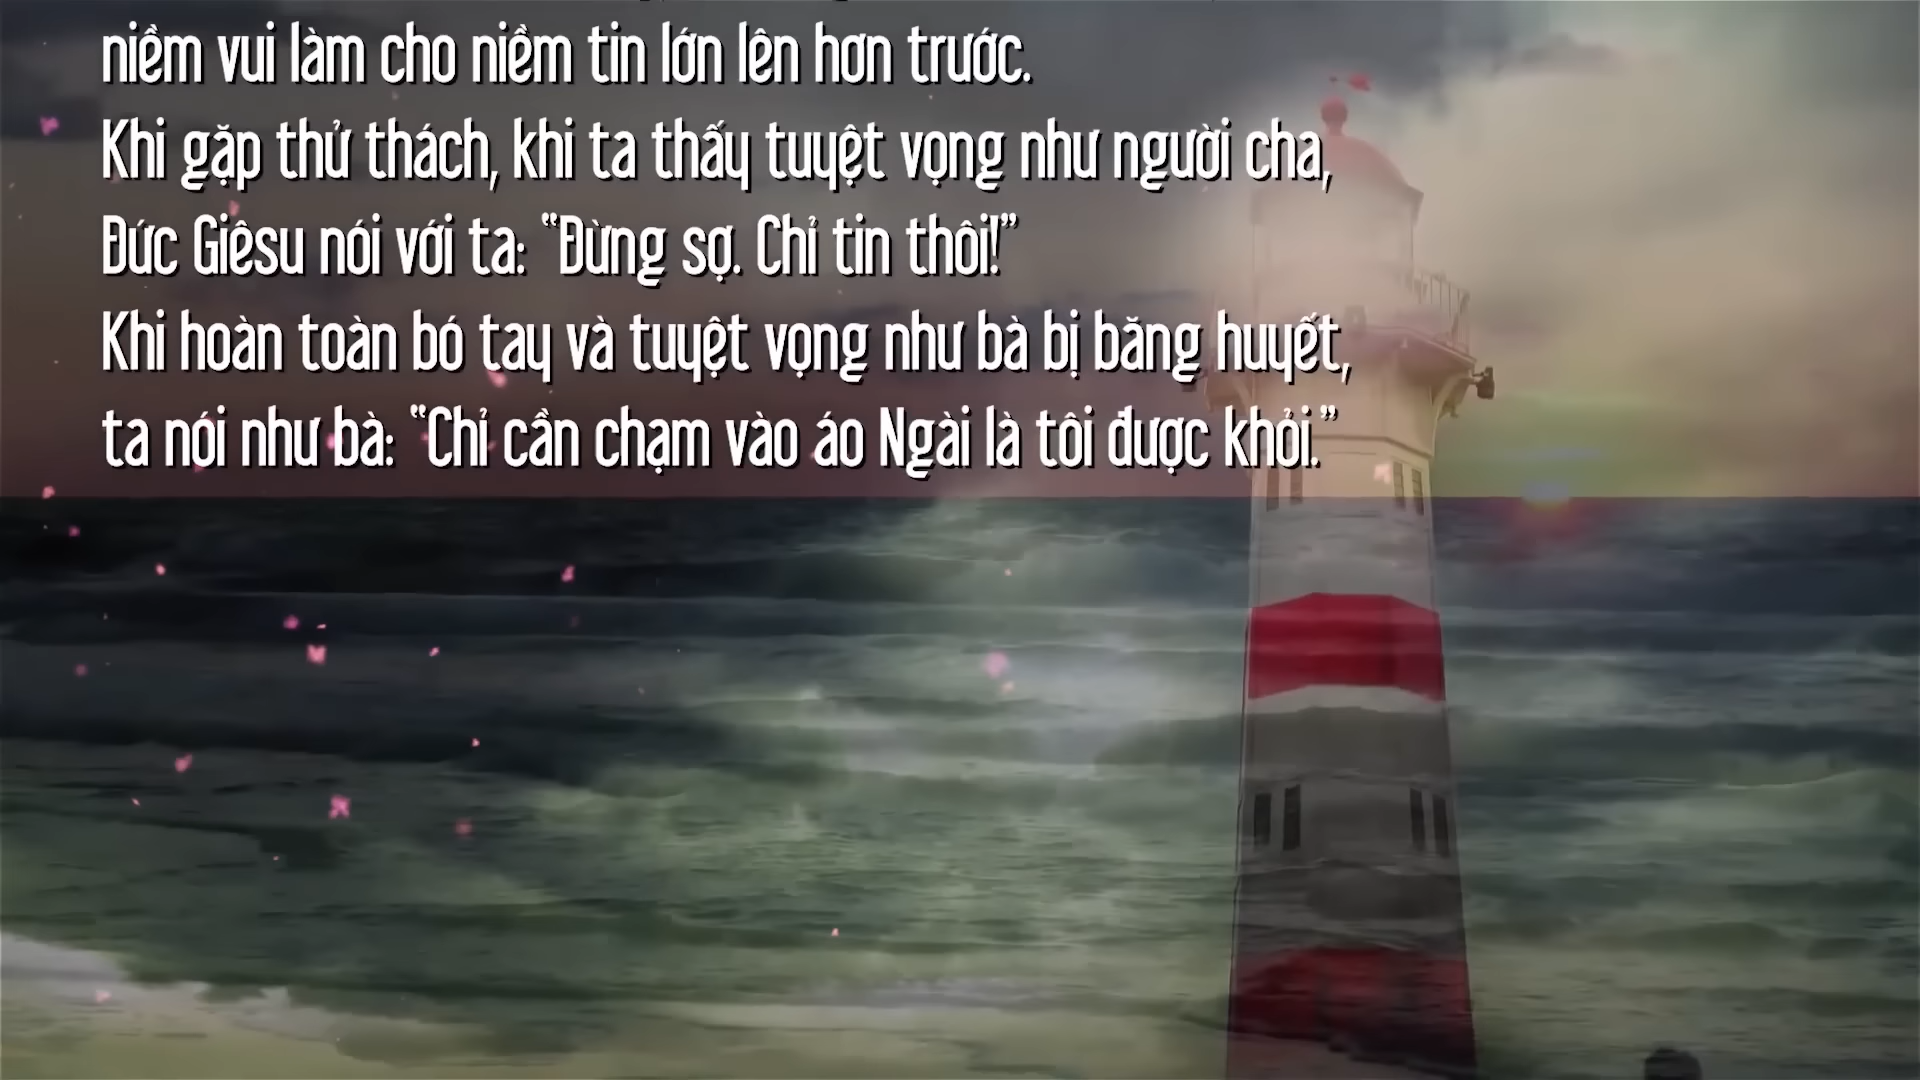 niềm vui làm cho niềm tin lớn lên hơn trước.
Khi gặp thử thách, khi ta thấy tuyệt vọng như người cha,
Đức Giêsu nói với ta: “Đừng sợ. Chỉ tin thôi!”
Khi hoàn toàn bó tay và tuyệt vọng như bà bị băng huyết,
ta nói như bà: “Chỉ cần chạm vào áo Ngài là tôi được khỏi.”